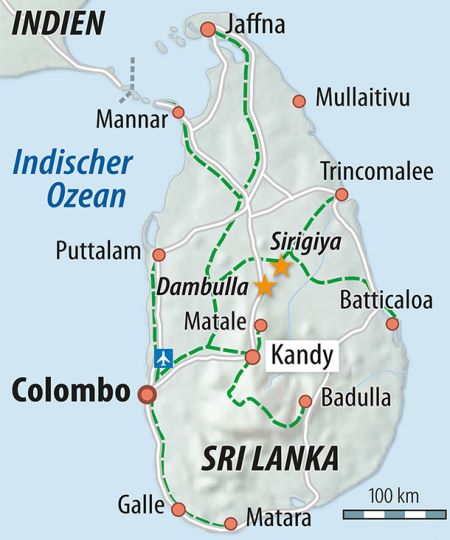 INDIEN
Jaffna
Mullaitivu
Mannar
Indischer
Ozean
Trincomalee
Sirigiya
Puttalam
Dambulla
Batticaloa
Matale
Kandy
Colombo
Badulla
SRI LANKA
Galle
100 km
Matara